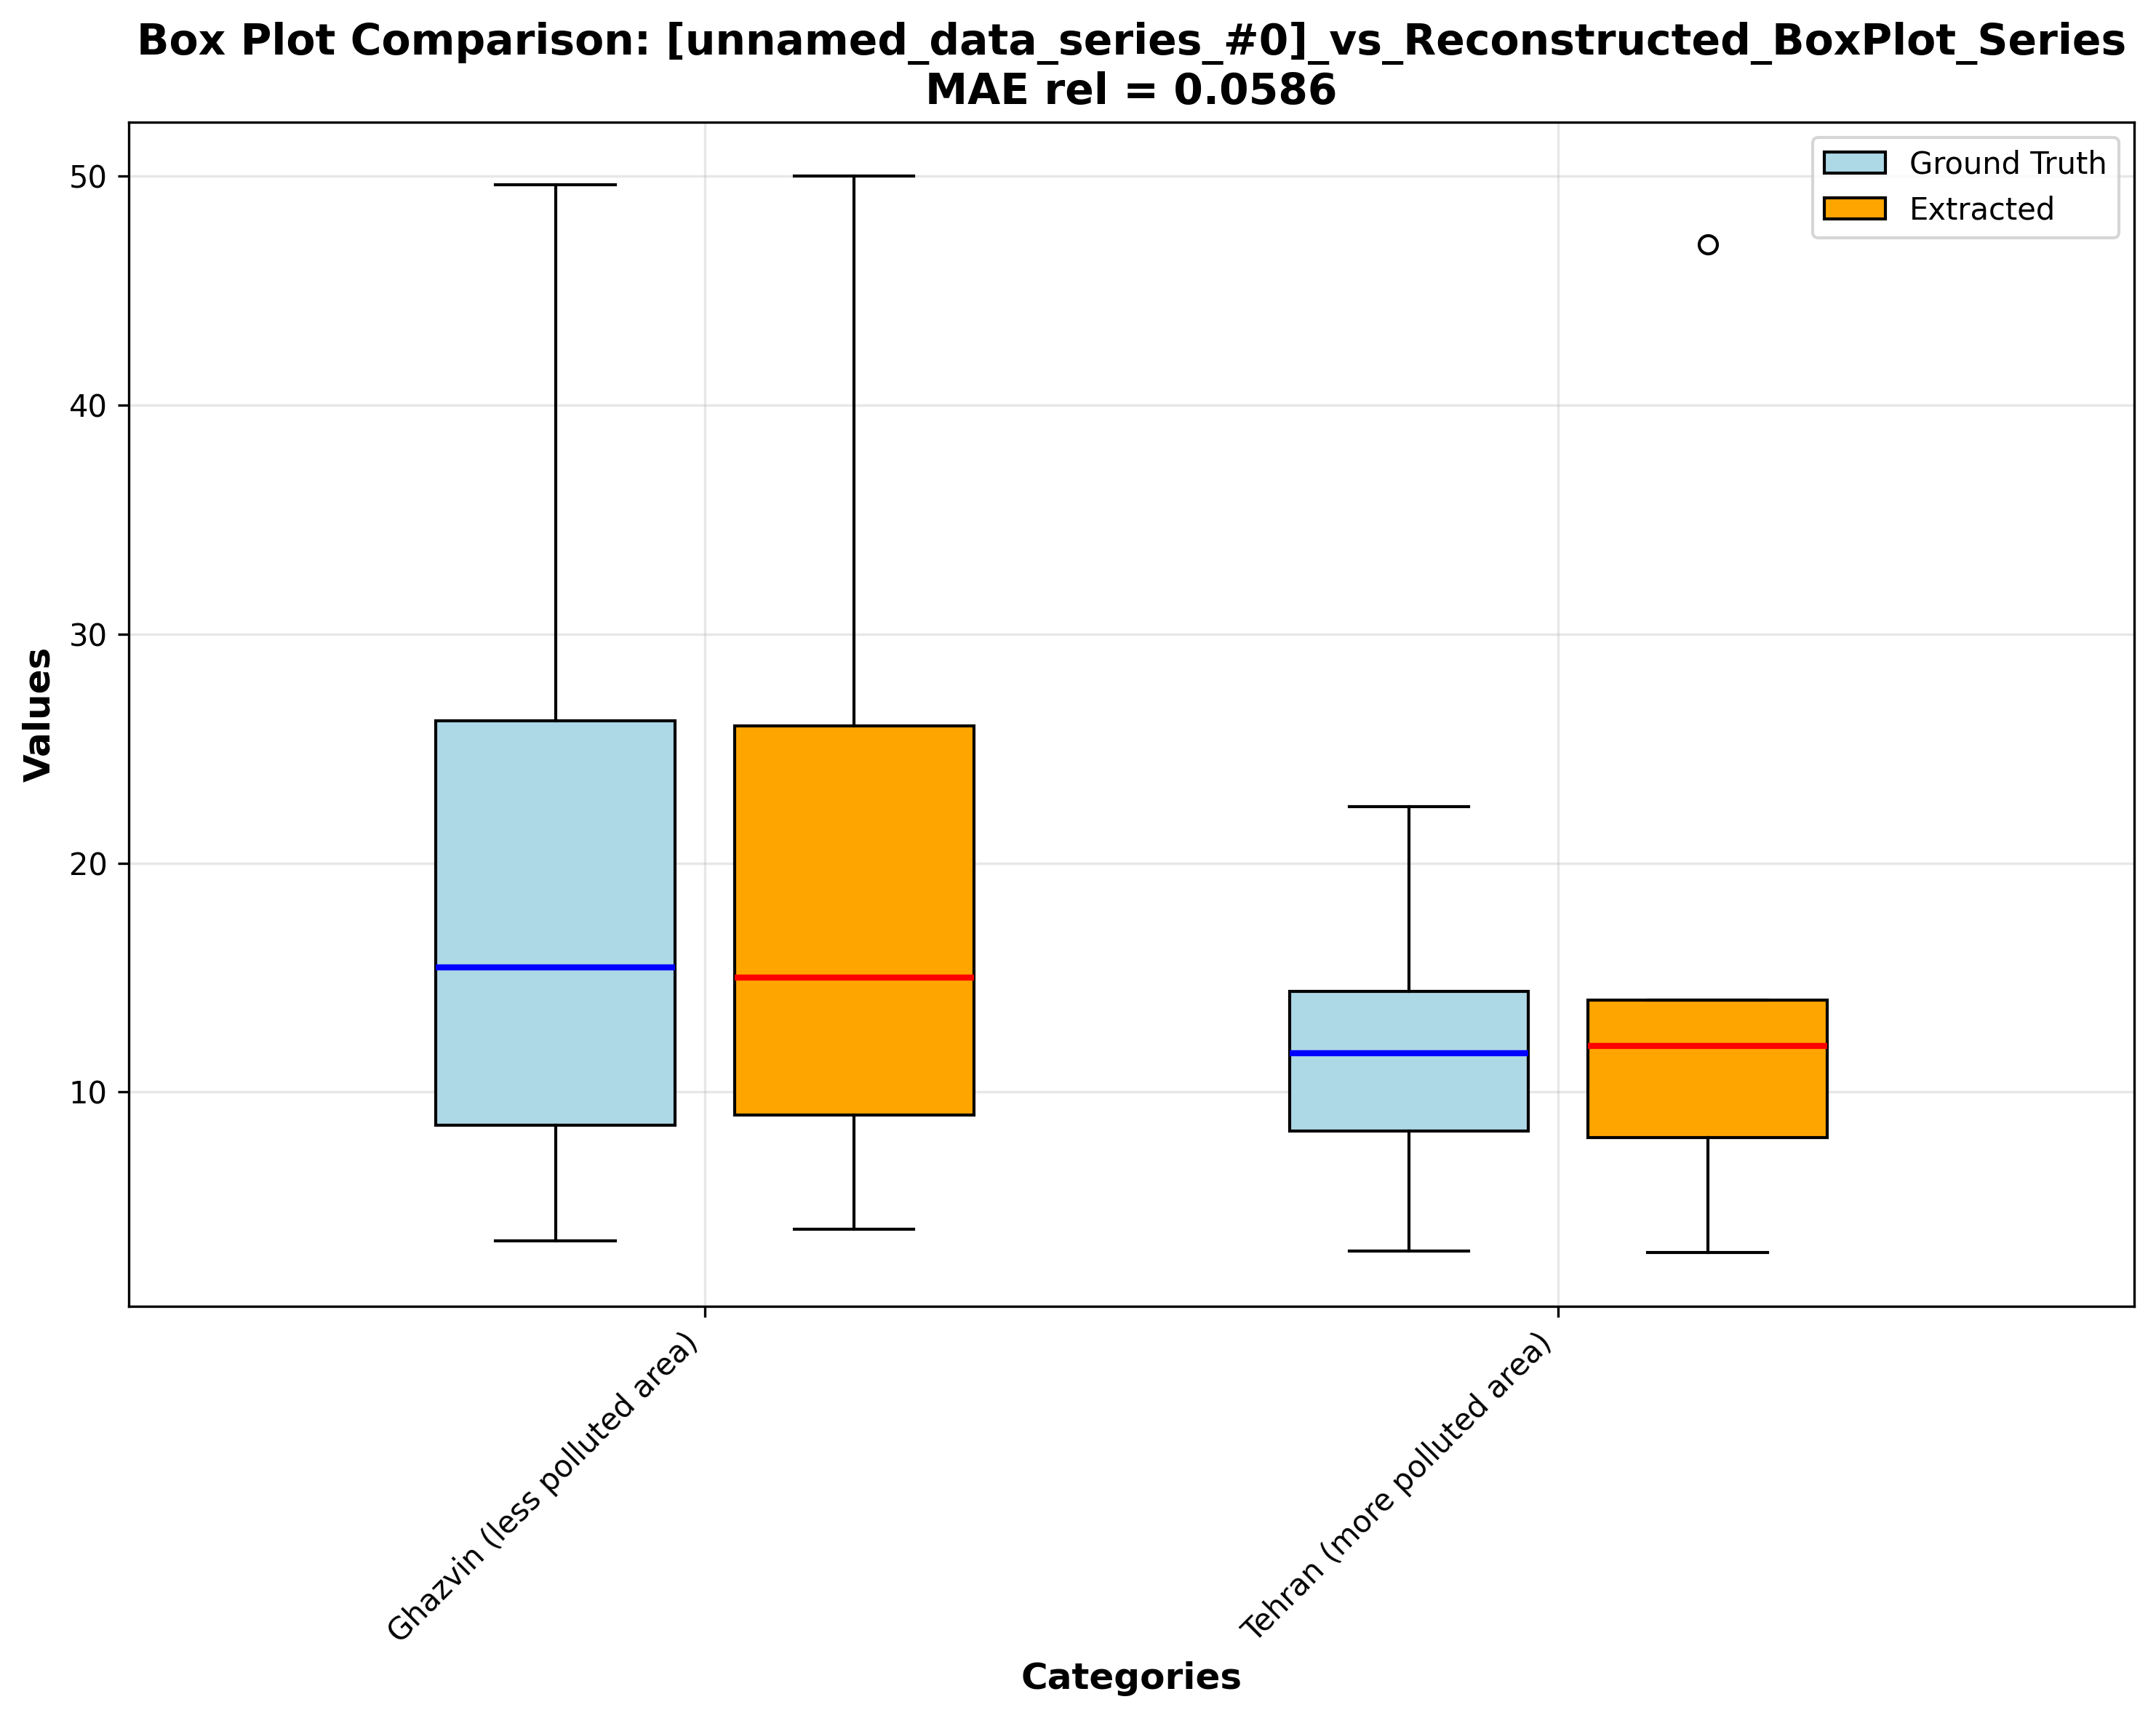 Box Plot Comparison: [unnamed_data_series_#0]_vs_Reconstructed_BoxPlot_Series
MAE rel = 0.0586
Ground Truth
Extracted
Values
50
40
30
20
10
Ghazvin (less polluted area)
Tehran (more polluted area)
Categories